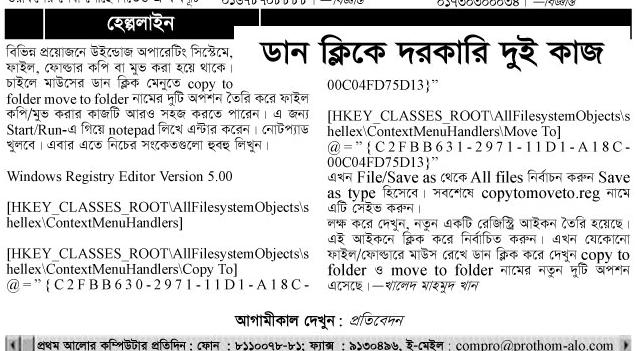 হেল্পলাইন
ডান ক্লিকে দরকারি দুই কাজ
বিভিন্ন প্রয়োজনে উইন্ডোজ অপারেটিং সিস্টেমে,
ফাইল, ফোল্ডার কপি বা মুভ করা হয়ে থাকে।
চাইলে মাউসের ডান ক্লিক মেনুতে copy to
folder move to folder নামের দুটি অপশন তৈরি করে ফাইল
কপি/মুভ করার কাজটি আরও সহজ করতে পারেন। এ জন্য
Start/Run-এ গিয়ে notepad লিখে এন্টার করেন। নোটপ্যাড
খুলবে। এবার এতে নিচের সংকেতগুলো হুবহু লিখুন।
Windows Registry Editor Version 5.00
[HKEY_CLASSES_ROOT\AllFilesystemObjects\s
hellex\ContextMenuHandlers]
[HKEY_CLASSES_ROOT\AllFilesystemObjects\s
hellex\ContextMenuHandlers\Copy To]
@="{C2FBB630-2971-11D1-A18C-
00C04FD75D13}"
[HKEY_CLASSES_ROOT\AllFilesystemObjects\s
hellex\ContextMenuHandlers\Move To]
@="{C2FBB631-2971-11D1-A18C-
00C04FD75D13}"
এখন File/Save as থেকে All files নির্বাচন করুন Save
as type হিসেবে। সবশেষে copytomoveto.reg নামে
এটি সেইভ করুন।
লক্ষ করে দেখুন, নতুন একটি রেজিস্ট্রি আইকন তৈরি হয়েছে।
এই আইকনে ক্লিক করে নির্বাচিত করুন। এখন যেকোনো
ফাইল/ফোল্ডারে মাউস রেখে ডান ক্লিক করে দেখুন copy to
folder ও move to folder নামের নতুন দুটি অপশন
এসেছে।—খালেদ মাহমুদ খান
আগামীকাল দেখুন : প্রতিবেদন
প্রথম আলোর কম্পিউটার প্রতিদিন : ফোন : ৮১১০০৭৮-৮১; ফ্যাক্স : ৯১৩০৪৯৬, ই-মেইল : compro@prothom-alo.com